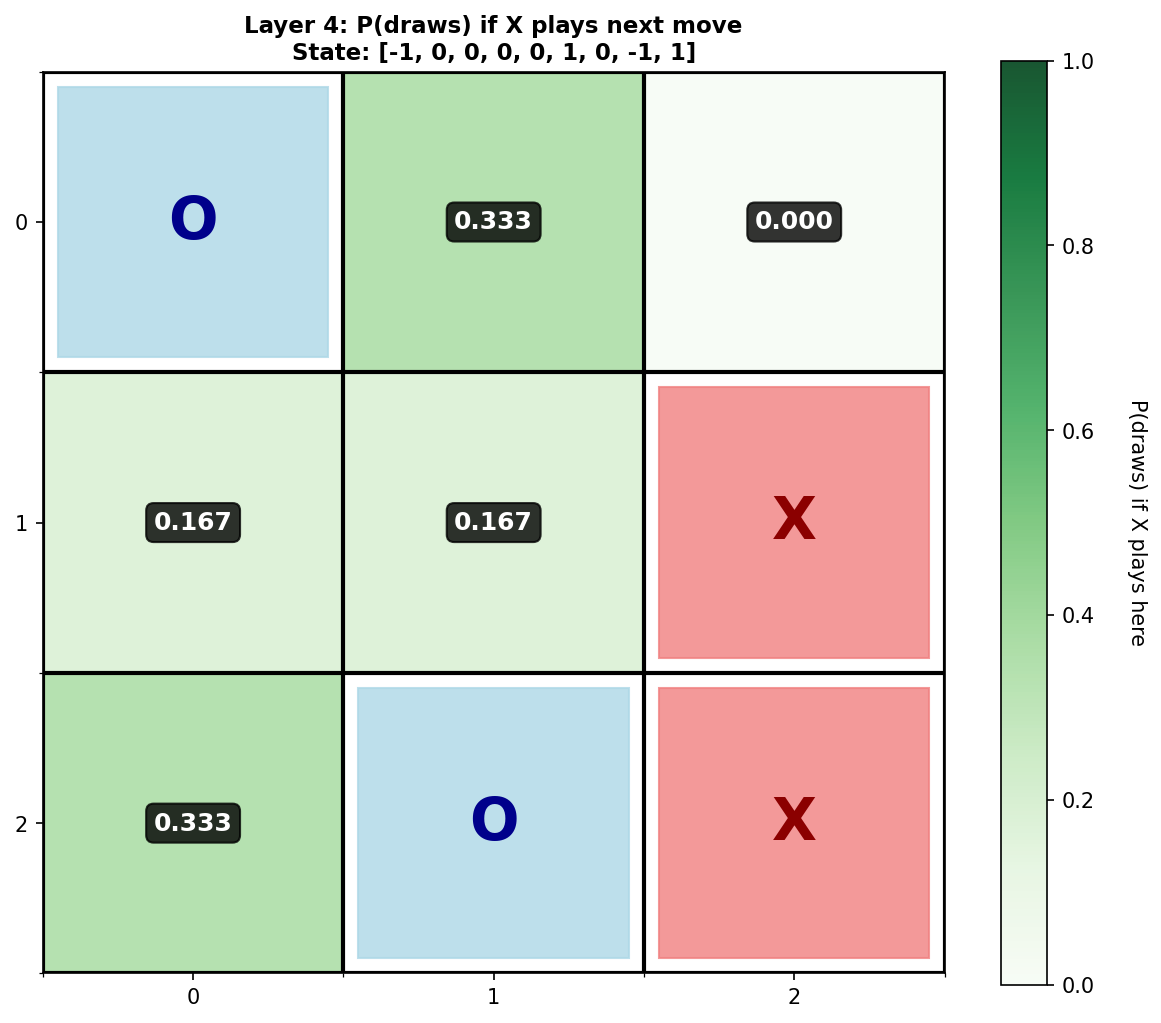 Layer 4: P(draws) if X plays next move
State: [-1, 0, 0, 0, 0, 1, 0, -1, 1]
1.0
0.8
0.6
0.4
0.2
0.0
P(draws) if X plays here
0
O
0.333
0.000
1
0.167
0.167
X
2
0.333
O
X
0
1
2